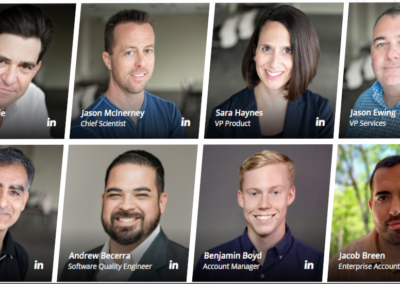 le
Jason McInerney
Chief Scientist
in
Sara Haynes
VP Product
in
Jason Ewing
VP Services
in
Andrew Becerra
Software Quality Engineer
in
Benjamin Boyd
Account Manager
in
Jacob Breen
Enterprise Account